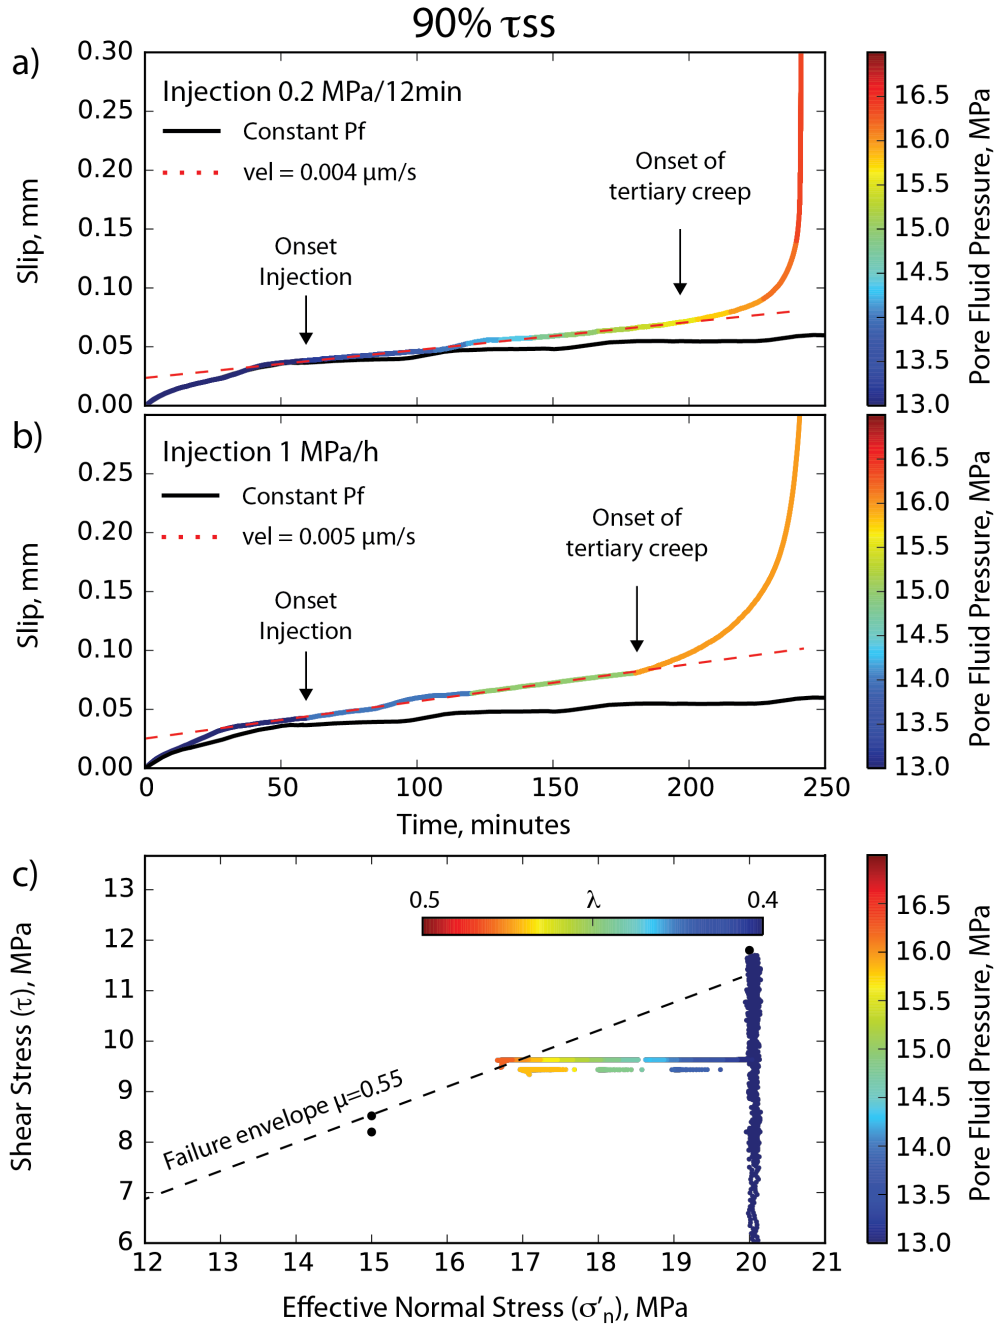 90% τss
a)
0.30
0.25
0.20
0.15
0.10
0.05
0.00
Slip, mm
Injection 0.2 MPa/12min
Constant Pf
vel = 0.004 μm/s
Onset
Injection
Onset of
tertiary creep
16.5
16.0
15.5
15.0
14.5
14.0
13.5
13.0
Pore Fluid Pressure, MPa
b)
0.25
0.20
0.15
0.10
0.05
0.00
Slip, mm
Injection 1 MPa/h
Constant Pf
vel = 0.005 μm/s
Onset
Injection
Onset of
tertiary creep
0 50 100 150 200 250
Time, minutes
16.5
16.0
15.5
15.0
14.5
14.0
13.5
13.0
Pore Fluid Pressure, MPa
c)
13
12
11
10
9
8
7
6
Shear Stress (τ), MPa
0.5 λ 0.4
Failure envelope μ=0.55
12 13 14 15 16 17 18 19 20 21
Effective Normal Stress (σ'n), MPa
16.5
16.0
15.5
15.0
14.5
14.0
13.5
13.0
Pore Fluid Pressure, MPa